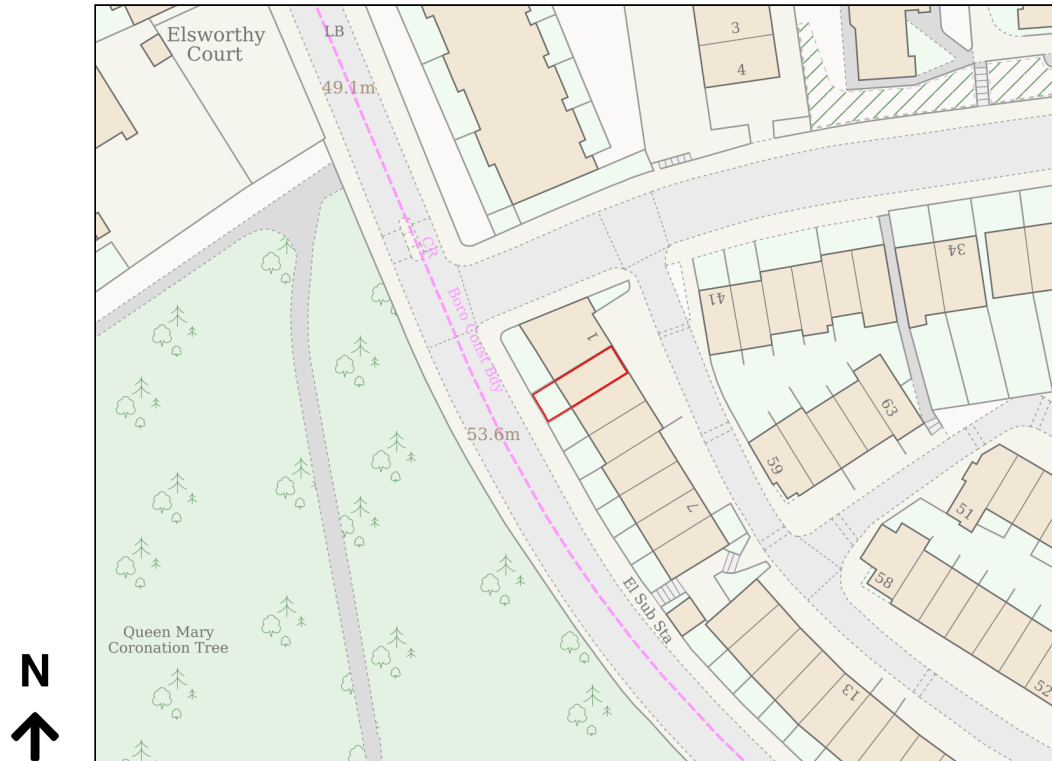 Elsworthy
Court
LB
49.1m
3
4
CR
Boro Const Bdy
53.6m
34
41
1
63
59
7
51
58
El Sub Sta
Queen Mary
Coronation Tree
13
52
N